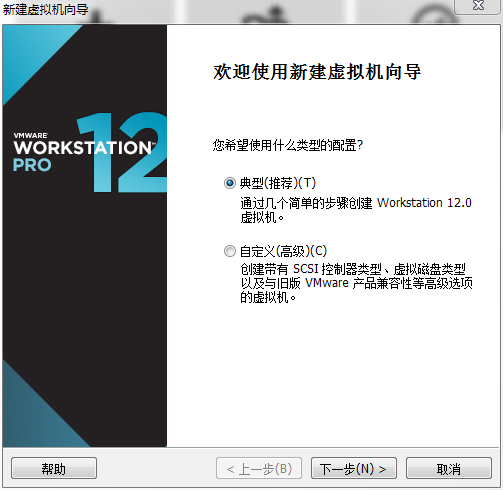 新建虚拟机向导
VMWARE
WORKSTATION™
PRO
12
欢迎使用新建虚拟机向导
您希望使用什么类型的配置?
典型(推荐)(T)
通过几个简单的步骤创建 Workstation 12.0
虚拟机。
自定义(高级)(C)
创建带有 SCSI 控制器类型、虚拟磁盘类型
以及与旧版 VMware 产品兼容性等高级选项
的虚拟机。
帮助
< 上一步(B)
下一步(N) >
取消